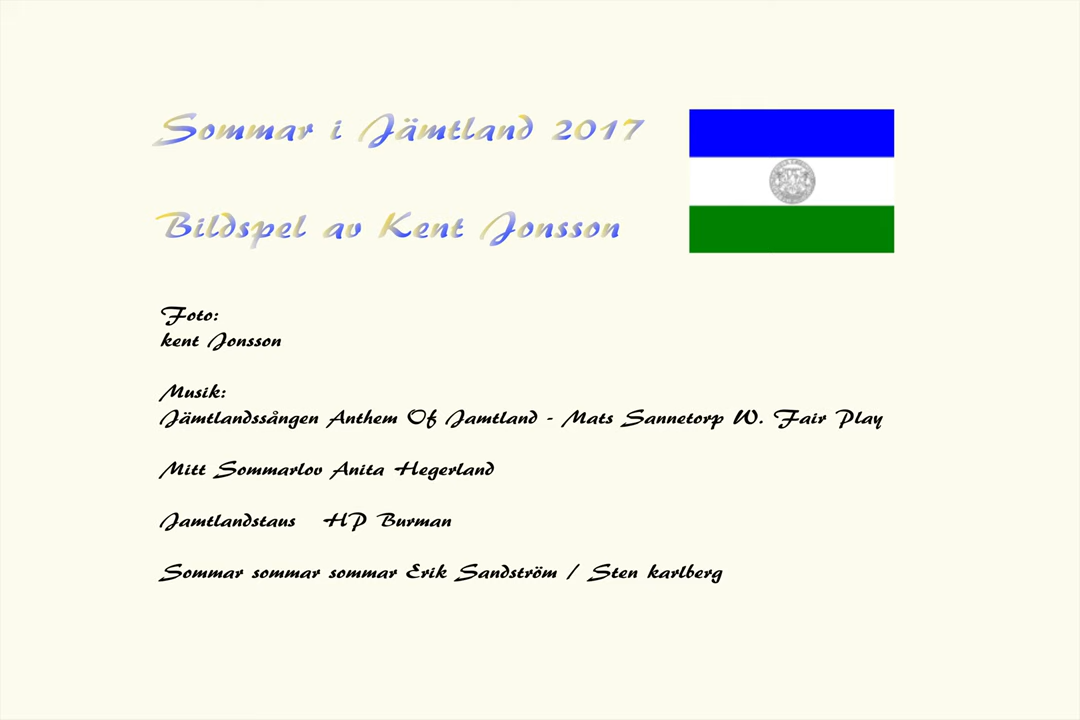 Sommar i Jämtland 2017
Bildspel av Kent Jonsson
Foto:
kent Jonsson
Musik:
Jämtlandssången Anthem Of Jamtland - Mats Sannetorp W. Fair Play
Mitt Sommarlov Anita Hegerland
Jamtlandstaus HP Burman
Sommar sommar sommar Erik Sandström / Sten karlberg